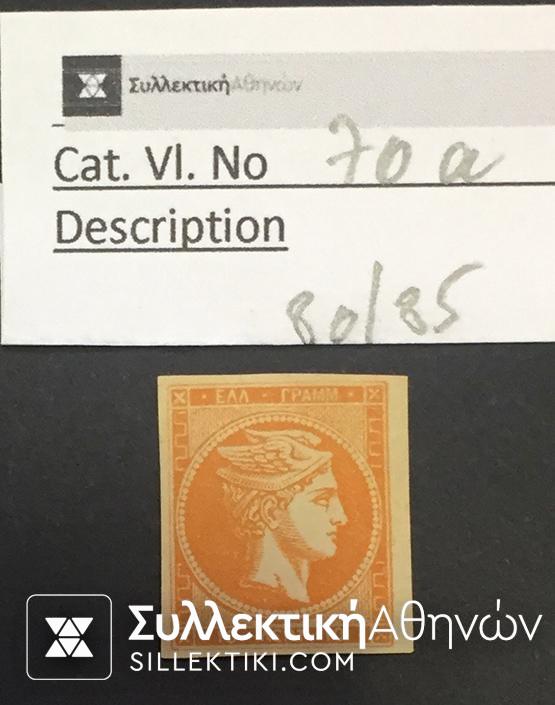 ΣυλλεκτικήΑθηνών
Cat. Vl. No 70 a
Description
80/85
ΕΛΛ · ΓΡΑΜΜ
ΣυλλεκτικήΑθηνών
SILLEKTIKI.COM